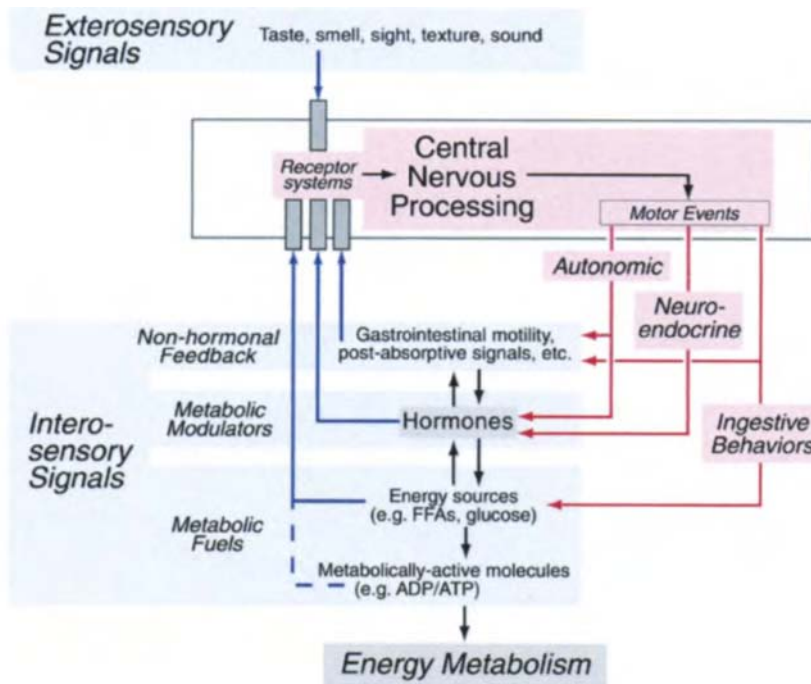 Exterosensory
Signals
Taste, smell, sight, texture, sound
Receptor
systems
Central
Nervous
Processing
Motor Events
Autonomic
Neuro-
endocrine
Ingestive
Behaviors
Non-hormonal
Feedback
Gastrointestinal motility,
post-absorptive signals, etc.
Intero-
sensory
Signals
Metabolic
Modulators
Hormones
Metabolic
Fuels
Energy sources
(e.g. FFAs, glucose)
Metabolically-active molecules
(e.g. ADP/ATP)
Energy Metabolism